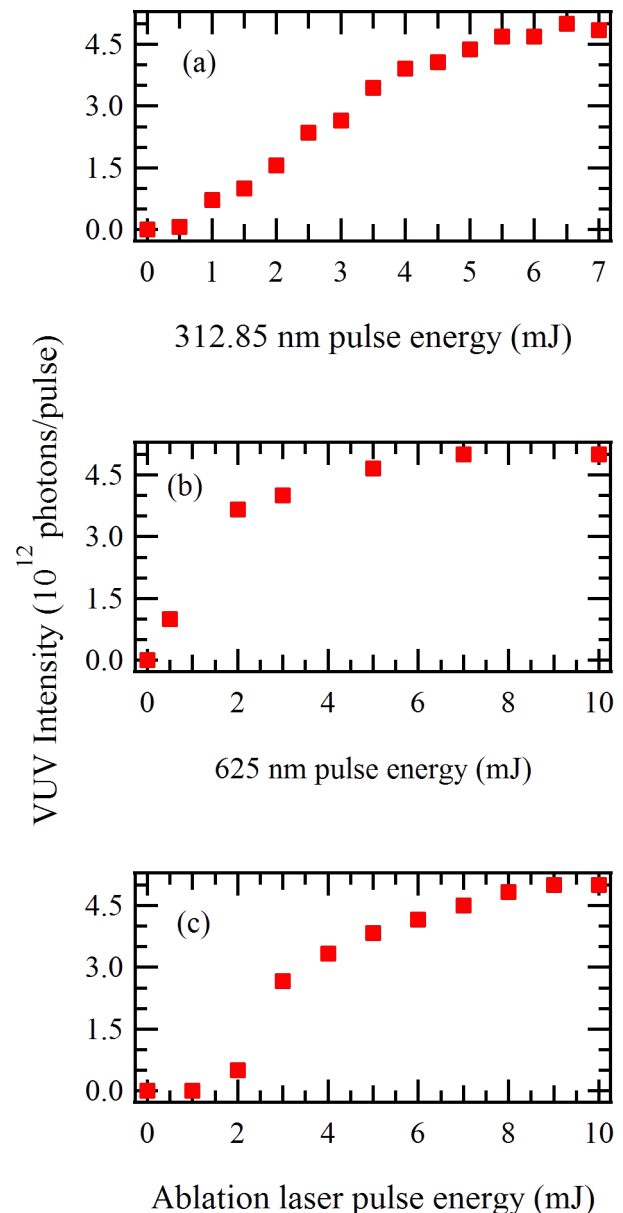 VUV Intensity (10¹² photons/pulse)
(a)
4.5
3.0
1.5
0.0
0 1 2 3 4 5 6 7
312.85 nm pulse energy (mJ)
(b)
4.5
3.0
1.5
0.0
0 2 4 6 8 10
625 nm pulse energy (mJ)
(c)
4.5
3.0
1.5
0.0
0 2 4 6 8 10
Ablation laser pulse energy (mJ)